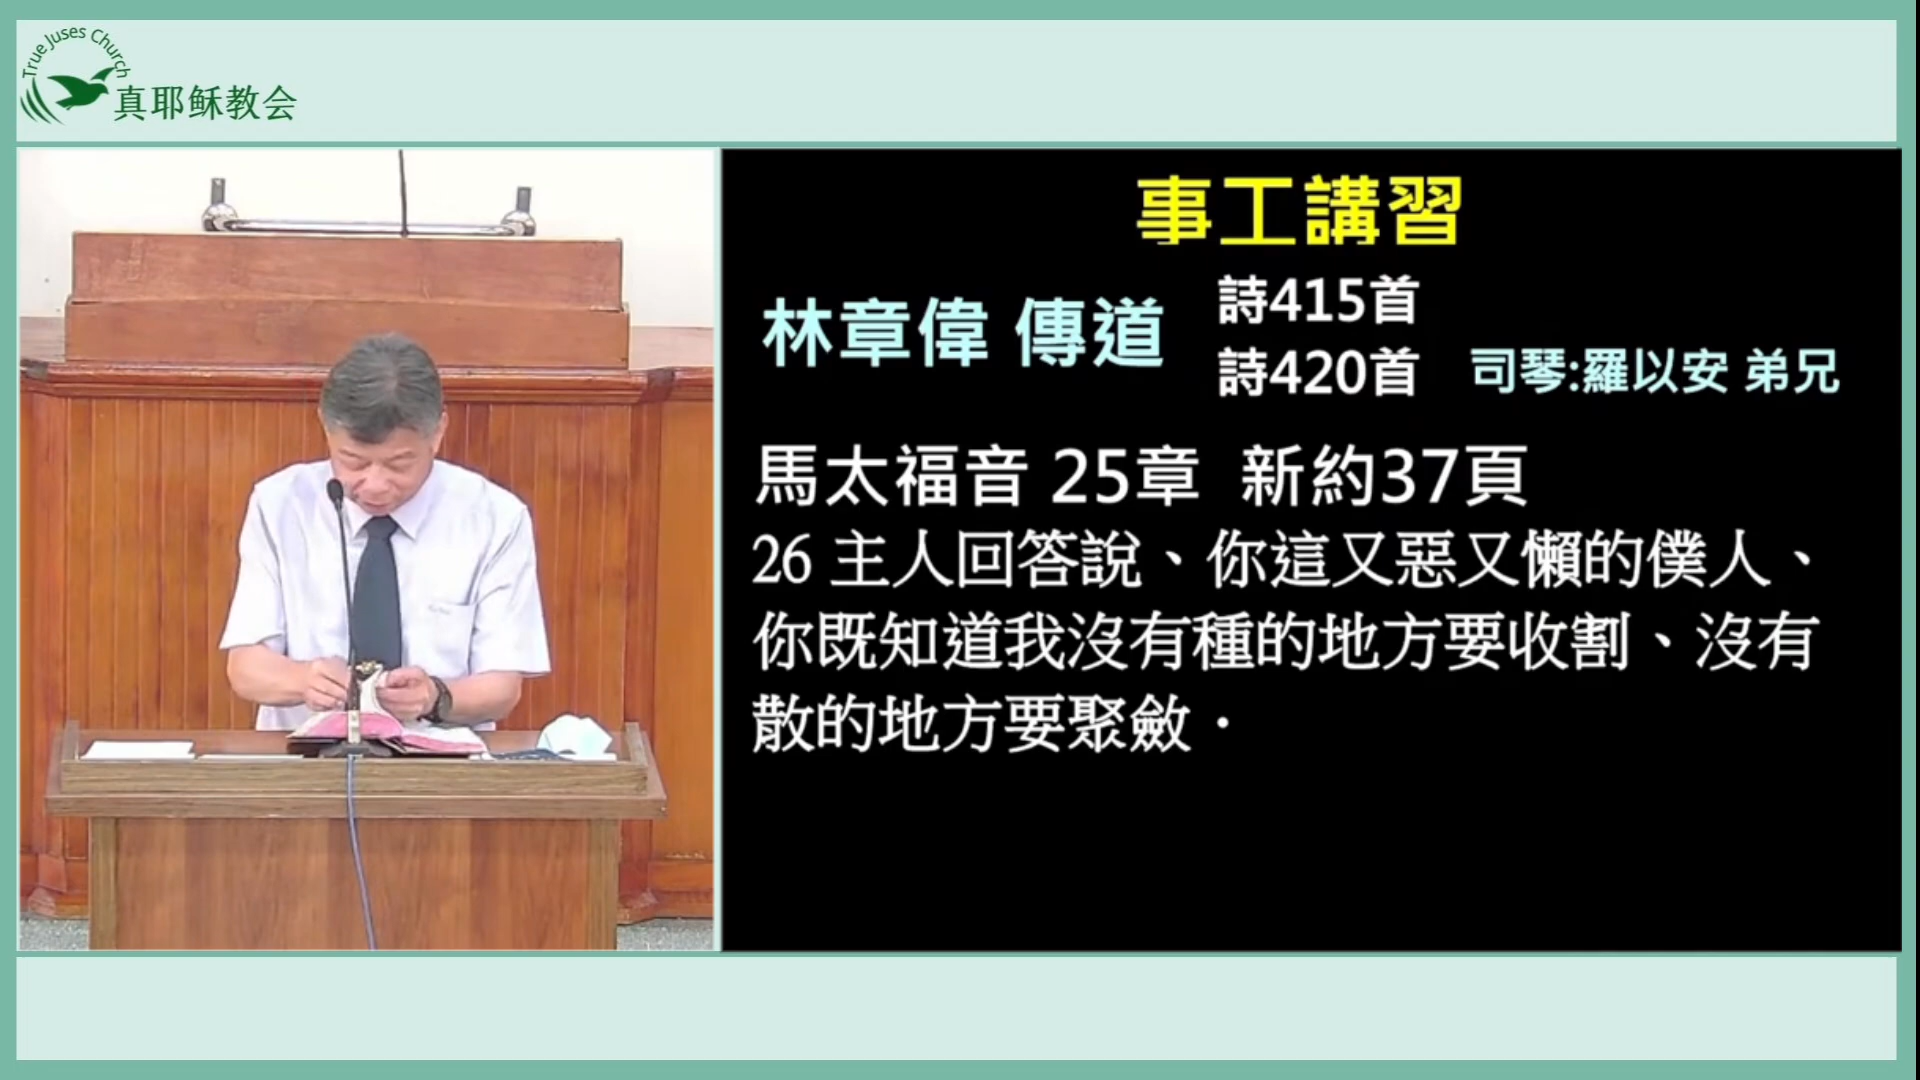 True Juses Church
真耶稣教会
事工講習
林章偉 傳道
詩415首
詩420首
司琴:羅以安 弟兄
馬太福音 25章 新約37頁
26 主人回答說、你這又惡又懶的僕人、
你既知道我沒有種的地方要收割、沒有
散的地方要聚斂．